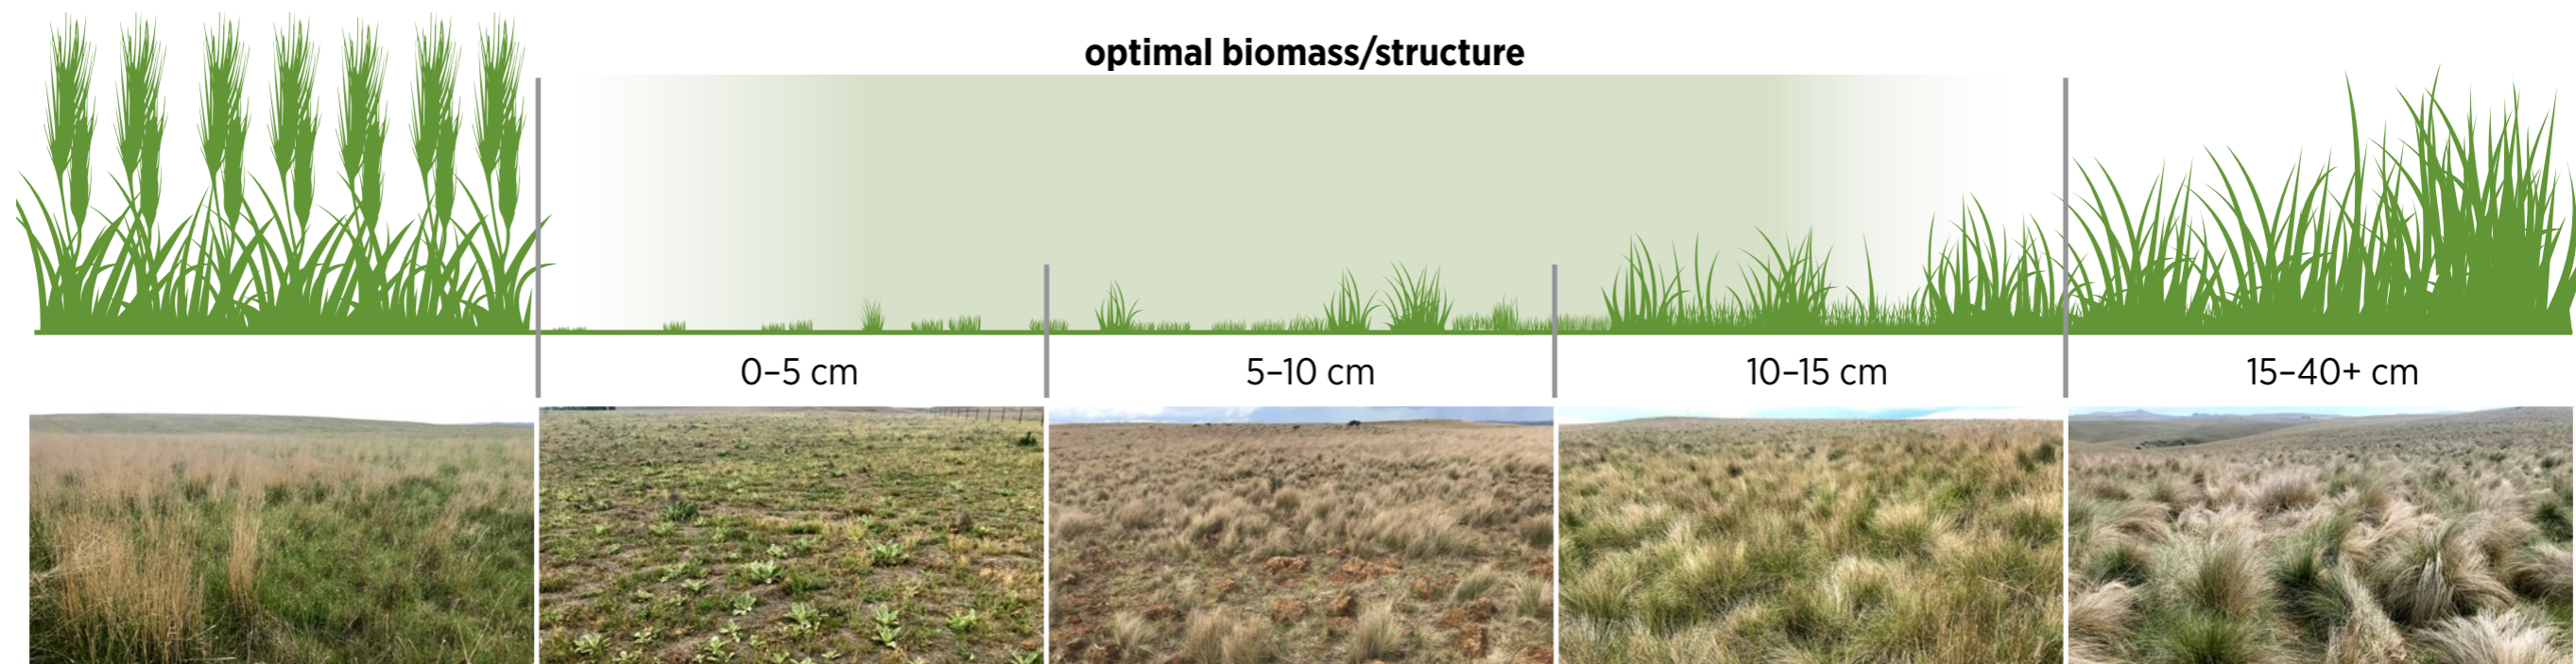 optimal biomass/structure
0–5 cm
5–10 cm
10–15 cm
15–40+ cm